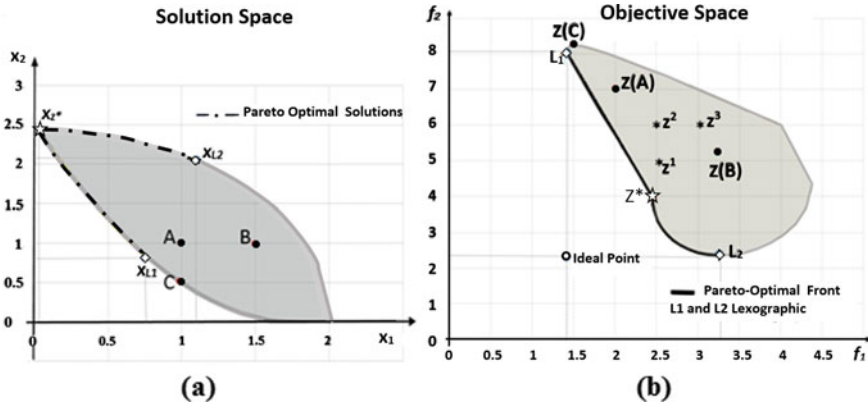 Solution Space
x₂
3
2.5
2
1.5
1
0.5
0
0
0.5
1
1.5
2
x₁
x_z*
Pareto Optimal Solutions
x_L2
A
B
x_L1
C
(a)
Objective Space
f₂
8
7
6
5
4
3
2
1
0
0
0.5
1
1.5
2
2.5
3
3.5
4
4.5
f₁
z(C)
L₁
z(A)
z²
z³
z¹
z(B)
Z*
Ideal Point
L₂
Pareto-Optimal Front
L1 and L2 Lexographic
(b)